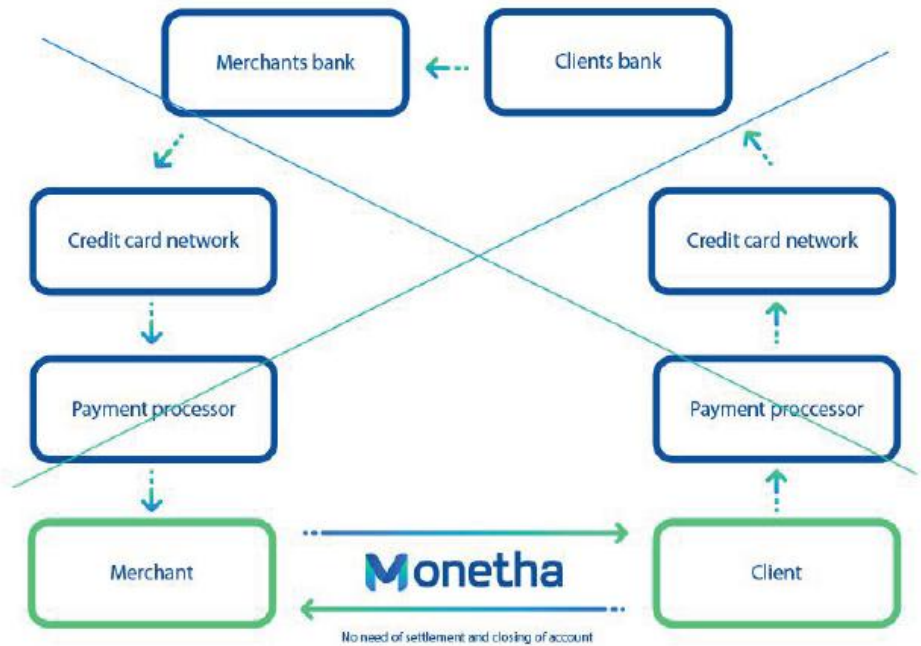 Merchants bank
Clients bank
Credit card network
Credit card network
Payment processor
Payment proccessor
Merchant
Monetha
Client
No need of settlement and closing of account